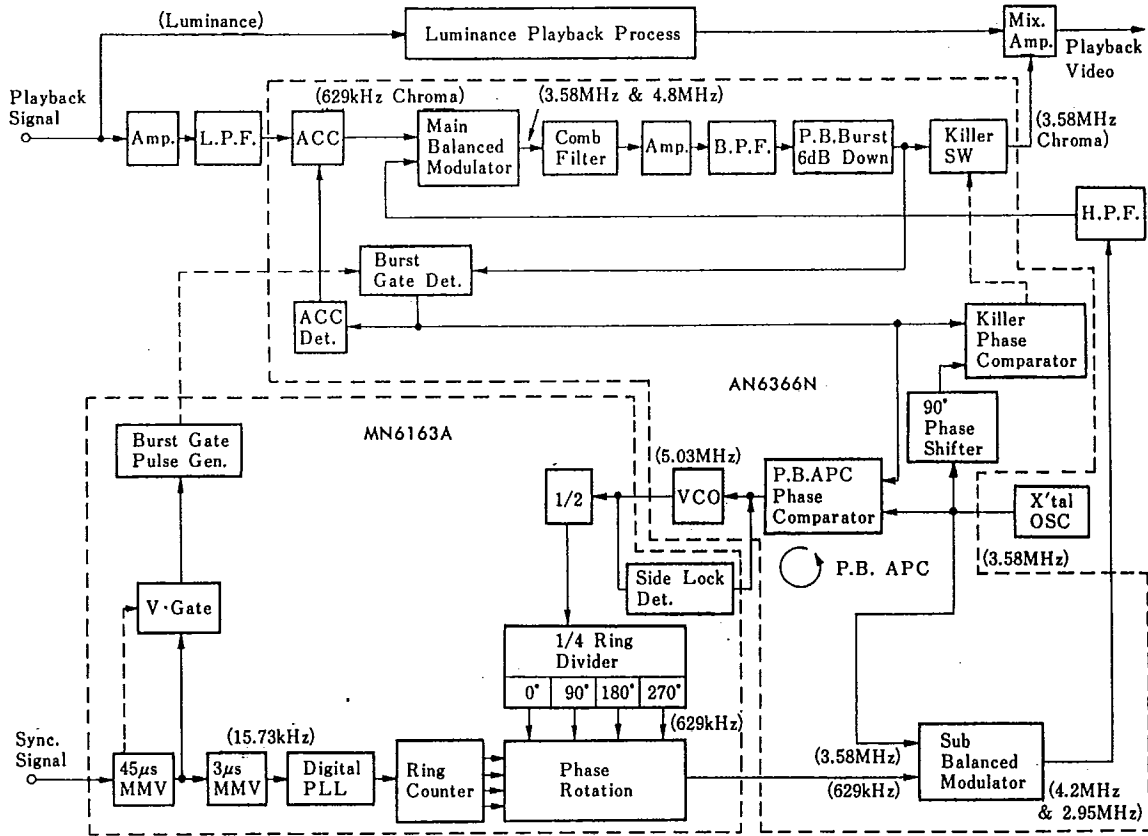 (Luminance)
Luminance Playback Process
Mix.
Amp.
Playback
Video
Playback
Signal
Amp.
L.P.F.
(629kHz Chroma)
ACC
Main
Balanced
Modulator
(3.58MHz & 4.8MHz)
Comb
Filter
Amp.
B.P.F.
P.B.Burst
6dB Down
Killer
SW
(3.58MHz
Chroma)
H.P.F.
Burst
Gate Det.
ACC
Det.
Killer
Phase
Comparator
AN6366N
90°
Phase
Shifter
MN6163A
Burst Gate
Pulse Gen.
(5.03MHz)
1/2
VCO
P.B.APC
Phase
Comparator
X'tal
OSC
(3.58MHz)
Side Lock
Det.
P.B. APC
V·Gate
1/4 Ring
Divider
0° 90° 180° 270°
(629kHz)
Sync.
Signal
45μs
MMV
(15.73kHz)
3μs
MMV
Digital
PLL
Ring
Counter
Phase
Rotation
(3.58MHz)
(629kHz)
Sub
Balanced
Modulator
(4.2MHz
& 2.95MHz)